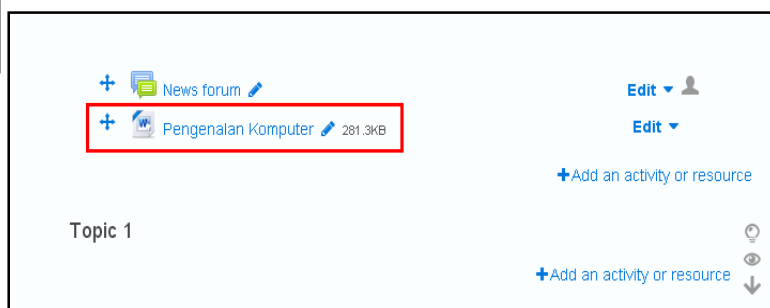 News forum Edit
Pengenalan Komputer 281.3KB Edit
+Add an activity or resource
Topic 1
+Add an activity or resource